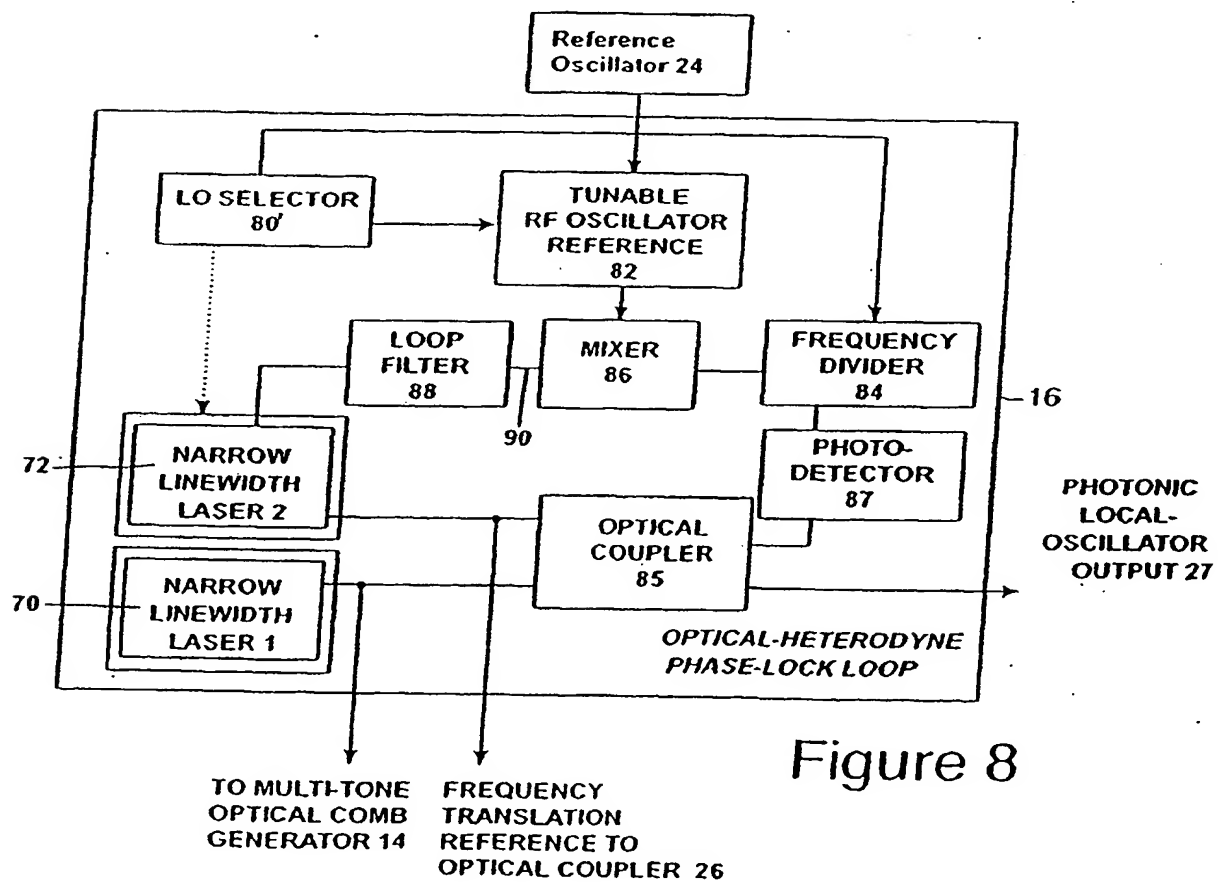 Reference
Oscillator 24
LO SELECTOR
80'
TUNABLE
RF OSCILLATOR
REFERENCE
82
LOOP
FILTER
88
MIXER
86
FREQUENCY
DIVIDER
84
16
90
72
NARROW
LINEWIDTH
LASER 2
PHOTO-
DETECTOR
87
OPTICAL
COUPLER
85
PHOTONIC
LOCAL-
OSCILLATOR
OUTPUT 27
70
NARROW
LINEWIDTH
LASER 1
OPTICAL-HETERODYNE
PHASE-LOCK LOOP
Figure 8
TO MULTI-TONE
OPTICAL COMB
GENERATOR 14
FREQUENCY
TRANSLATION
REFERENCE TO
OPTICAL COUPLER 26